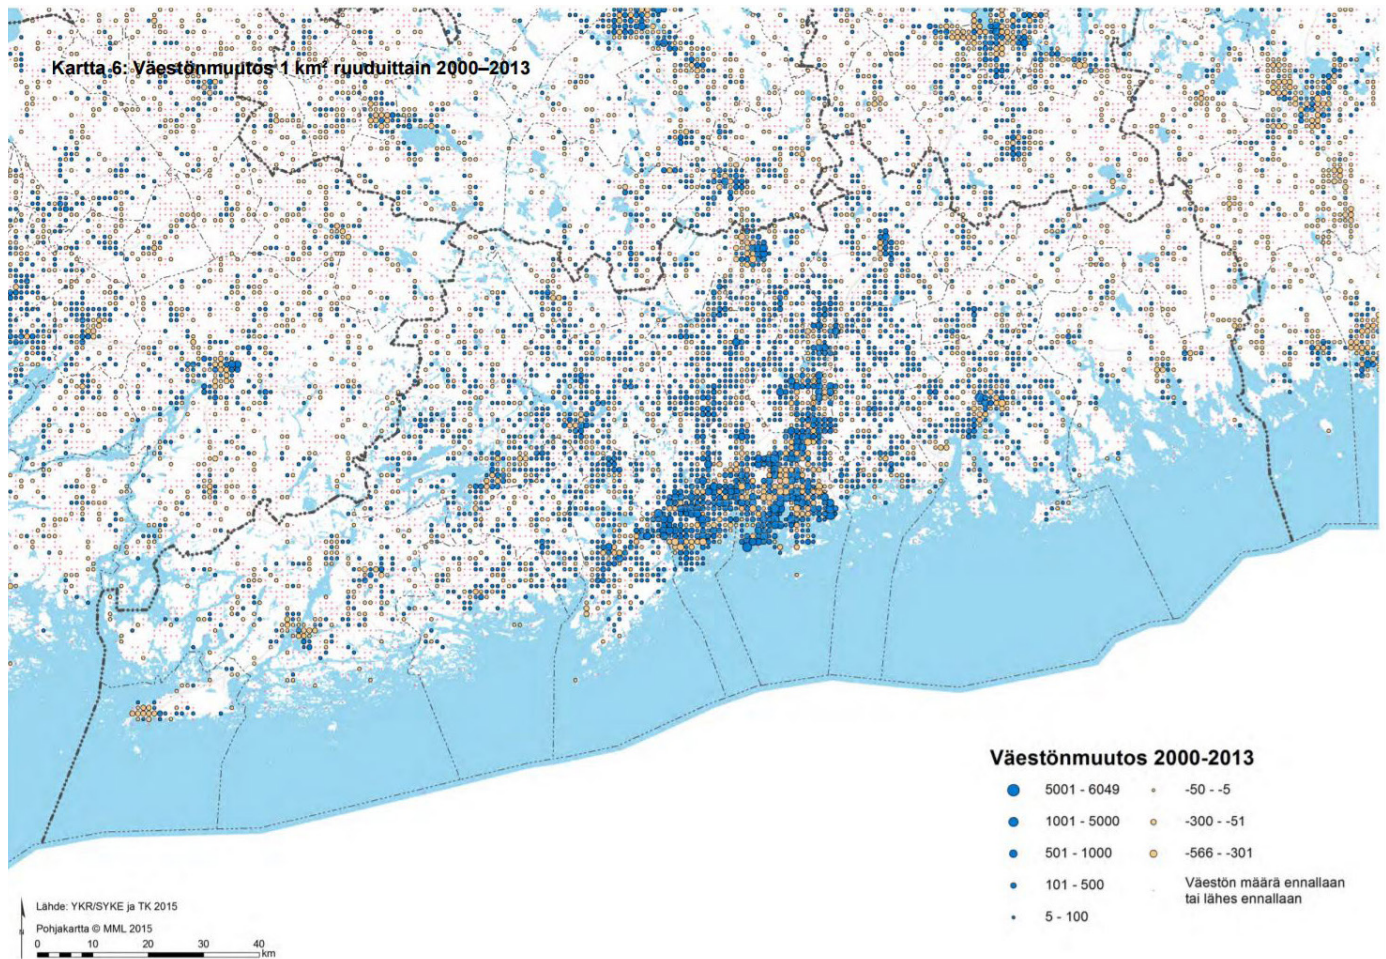 Kartta 6: Väestönmuutos 1 km² ruuduittain 2000–2013
Väestönmuutos 2000-2013
5001 - 6049
1001 - 5000
501 - 1000
101 - 500
5 - 100
-50 - -5
-300 - -51
-566 - -301
Väestön määrä ennallaan
tai lähes ennallaan
N
Lähde: YKR/SYKE ja TK 2015
Pohjakartta © MML 2015
0 10 20 30 40
km